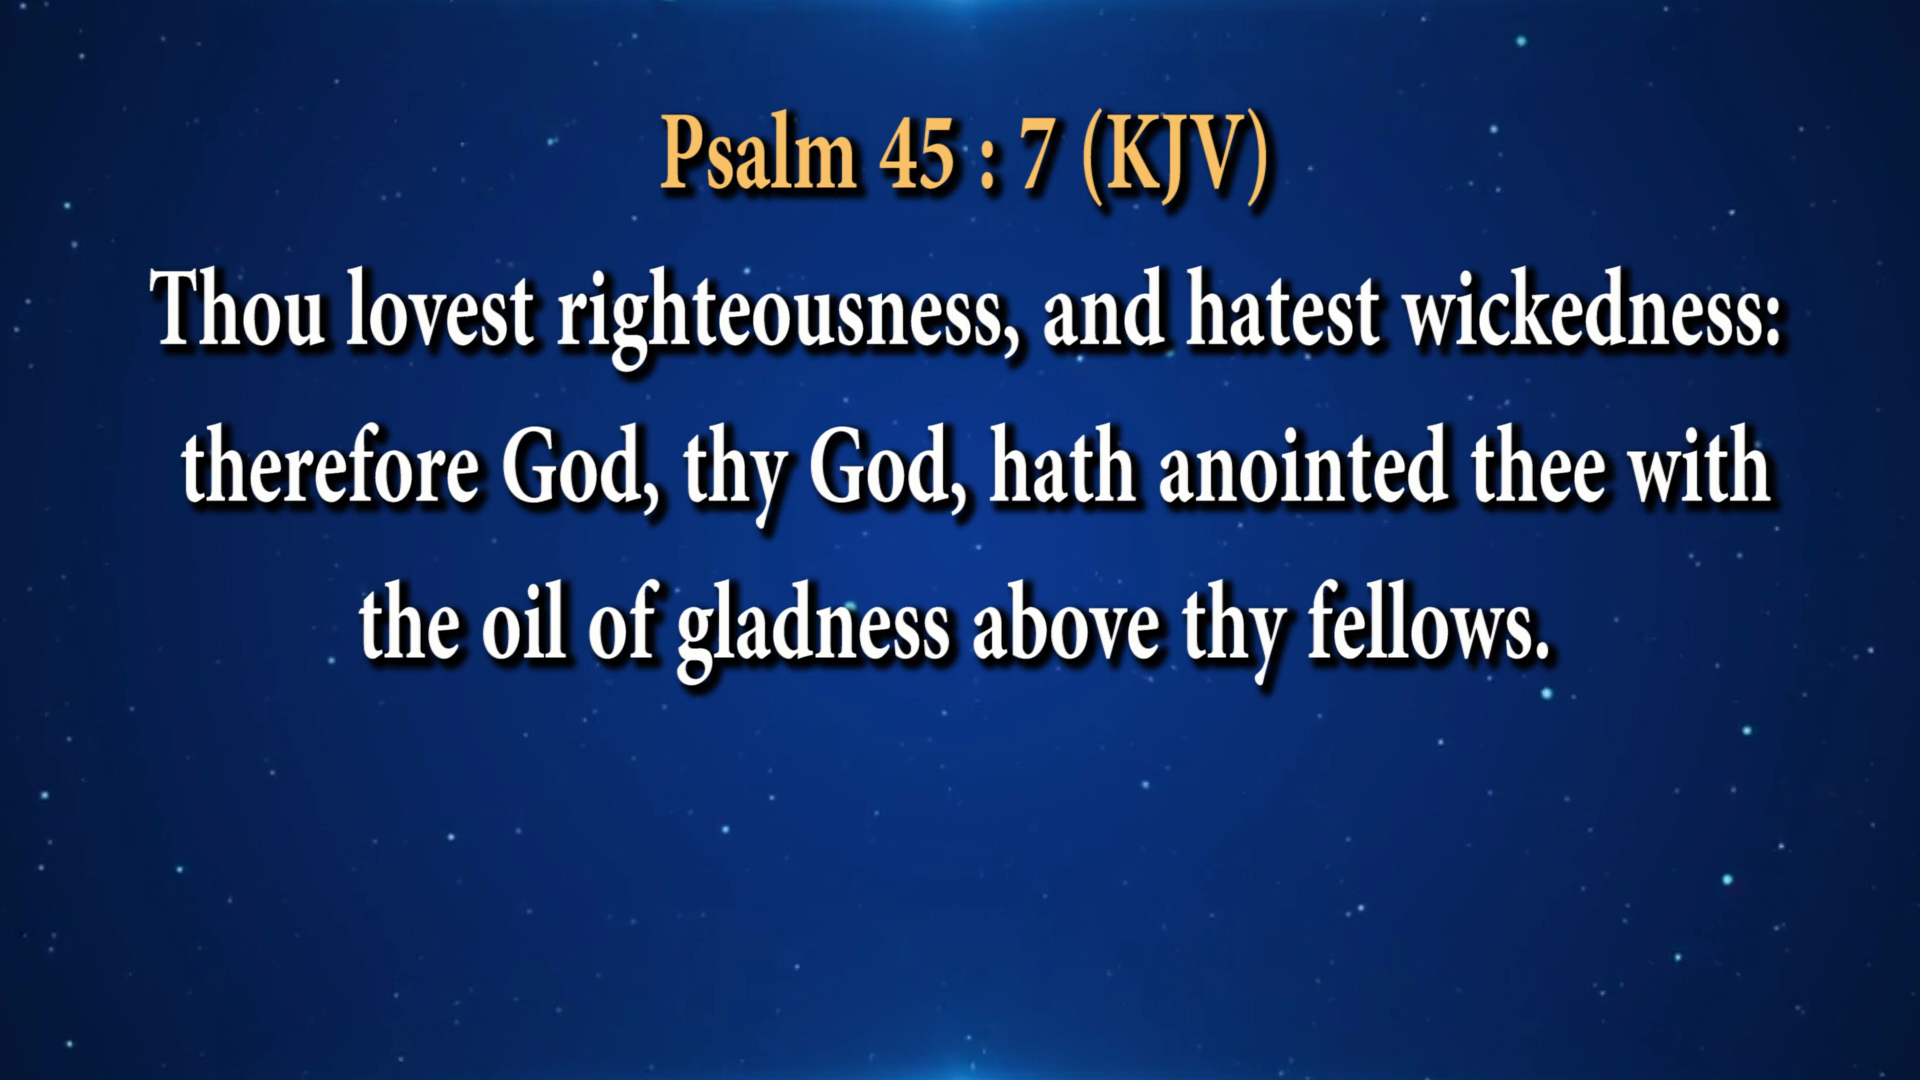 Psalm 45 : 7 (KJV)
Thou lovest righteousness, and hatest wickedness:
therefore God, thy God, hath anointed thee with
the oil of gladness above thy fellows.